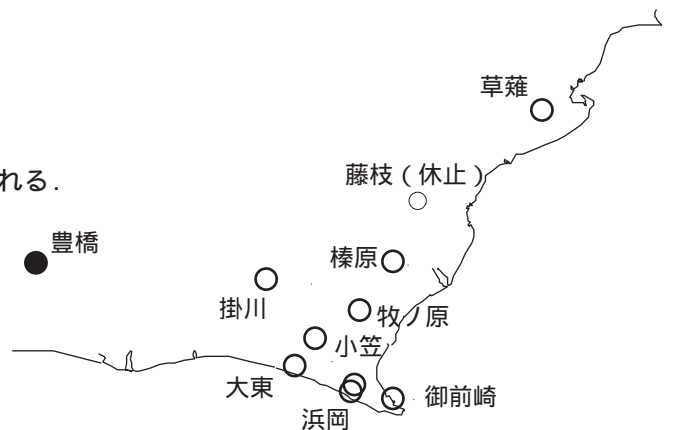 草薙
藤枝（休止）
れる．
豊橋
榛原
掛川
牧ノ原
小笠
大東
御前崎
浜岡